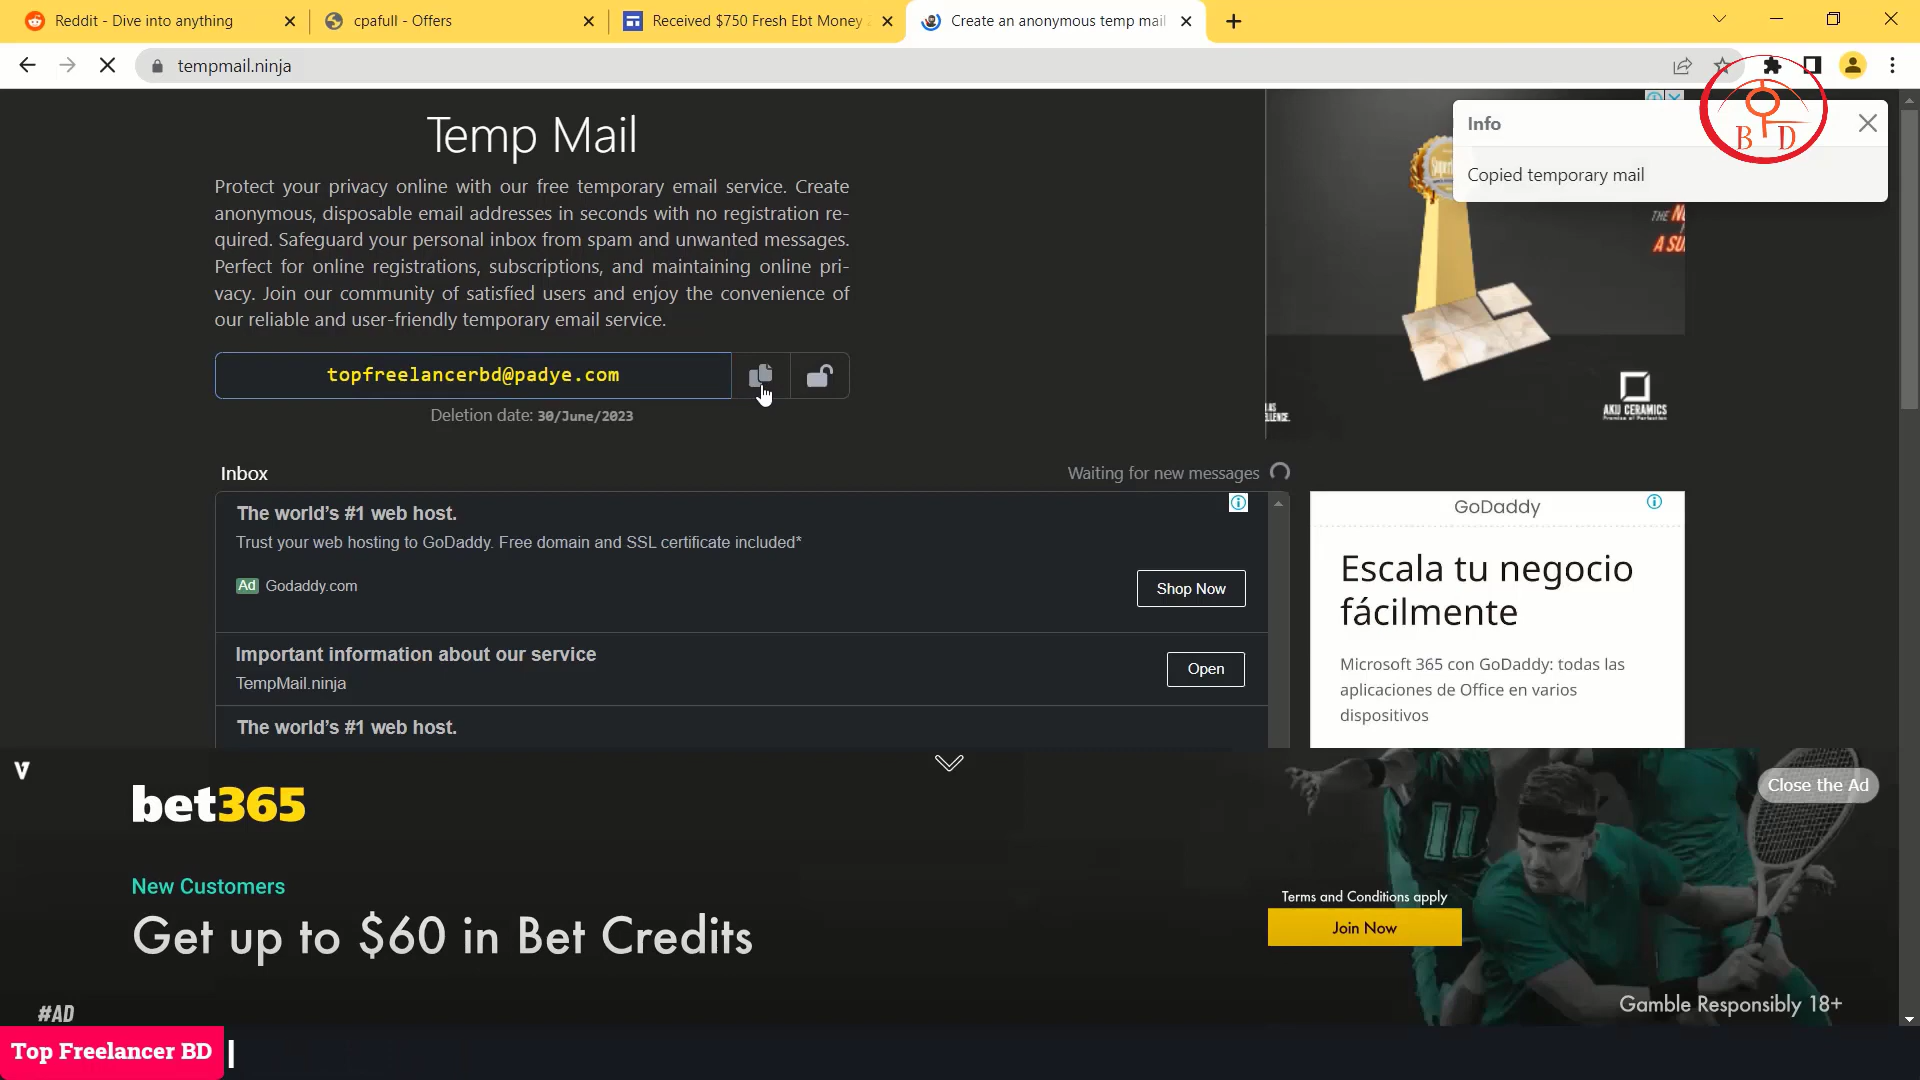 Reddit - Dive into anything
cpafull - Offers
Received $750 Fresh Ebt Money
Create an anonymous temp mail
tempmail.ninja
Temp Mail
Protect your privacy online with our free temporary email service. Create
anonymous, disposable email addresses in seconds with no registration re-
quired. Safeguard your personal inbox from spam and unwanted messages.
Perfect for online registrations, subscriptions, and maintaining online pri-
vacy. Join our community of satisfied users and enjoy the convenience of
our reliable and user-friendly temporary email service.
topfreelancerbd@padye.com
Deletion date: 30/June/2023
Info
Copied temporary mail
B D
THE
A SU
AKIJ CERAMICS
Promise of Perfection
Inbox
Waiting for new messages
The world's #1 web host.
Trust your web hosting to GoDaddy. Free domain and SSL certificate included*
Ad Godaddy.com
Shop Now
Important information about our service
TempMail.ninja
Open
The world's #1 web host.
GoDaddy
Escala tu negocio
fácilmente
Microsoft 365 con GoDaddy: todas las
aplicaciones de Office en varios
dispositivos
bet365
Close the Ad
New Customers
Get up to $60 in Bet Credits
Terms and Conditions apply
Join Now
Gamble Responsibly 18+
#AD
Top Freelancer BD